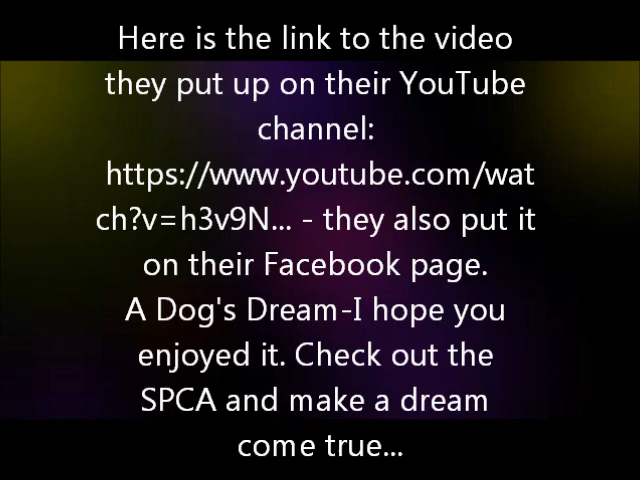 Here is the link to the video
they put up on their YouTube
channel:
https://www.youtube.com/wat
ch?v=h3v9N... - they also put it
on their Facebook page.
A Dog's Dream-I hope you
enjoyed it. Check out the
SPCA and make a dream
come true...